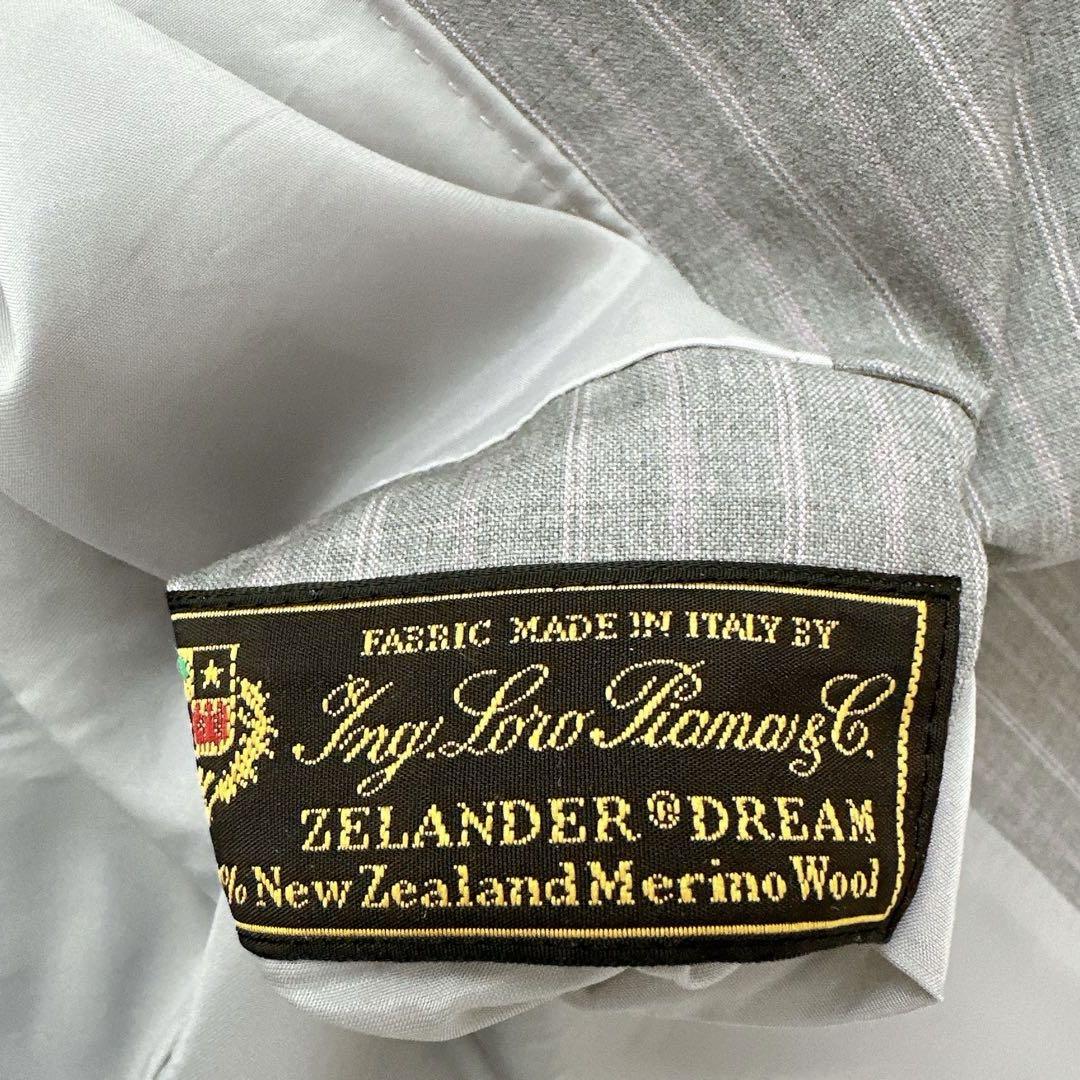 FABRIC MADE IN ITALY BY
Ing. Loro Piana & C.
ZELANDER ® DREAM
% New Zealand Merino Wool